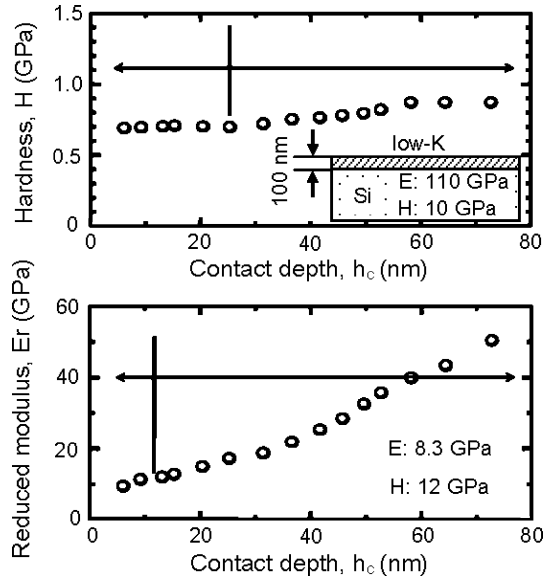 1.5
1.0
0.5
0
Hardness, H (GPa)
low-K
100 nm
Si
E: 110 GPa
H: 10 GPa
0 20 40 60 80
Contact depth, hc (nm)
60
40
20
0
Reduced modulus, Er (GPa)
E: 8.3 GPa
H: 12 GPa
0 20 40 60 80
Contact depth, hc (nm)